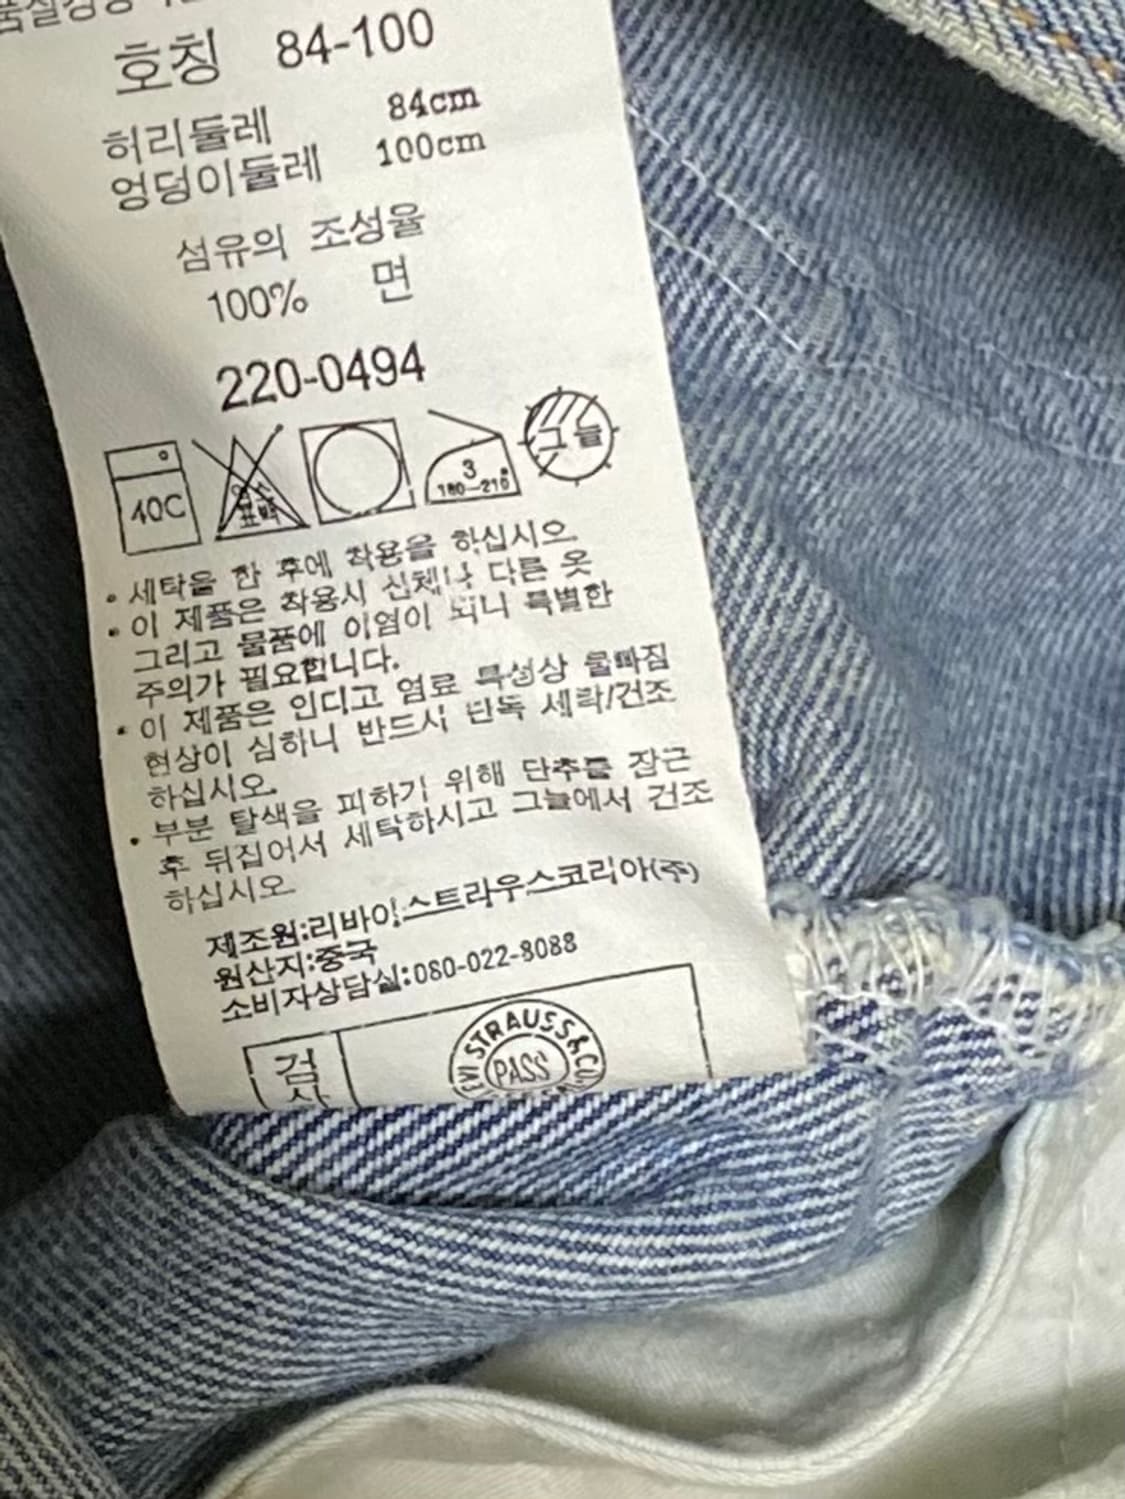 호칭 84-100
허리둘레 84cm
엉덩이둘레 100cm
섬유의 조성율
100% 면
220-0494
40C
표백
3
180-210
그늘
• 세탁을 한 후에 착용을 하십시오.
• 이 제품은 착용시 신체나 다른 옷
그리고 물품에 이염이 되니 특별한
주의가 필요합니다.
• 이 제품은 인디고 염료 특성상 물빠짐
현상이 심하니 반드시 단독 세탁/건조
하십시오.
• 부분 탈색을 피하기 위해 단추를 잠근
후 뒤집어서 세탁하시고 그늘에서 건조
하십시오.
제조원:리바이스트라우스코리아(주)
원산지:중국
소비자상담실:080-022-8088
검
STRAUSS & CO.
PASS